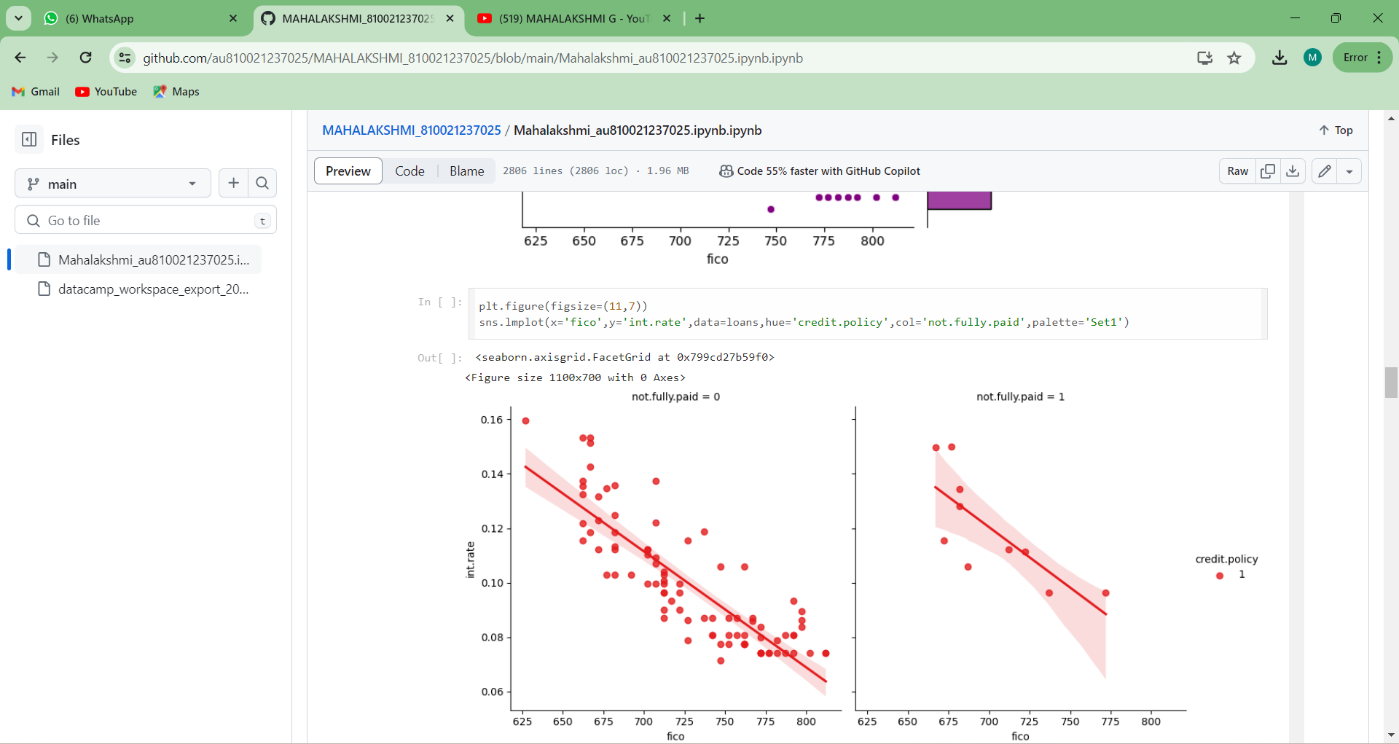 (6) WhatsApp
MAHALAKSHMI_810021237025
(519) MAHALAKSHMI G - YouT
github.com/au810021237025/MAHALAKSHMI_810021237025/blob/main/Mahalakshmi_au810021237025.ipynb.ipynb
M
Error
Gmail YouTube Maps
Files
main
Go to file t
Mahalakshmi_au810021237025.i...
datacamp_workspace_export_20...
MAHALAKSHMI_810021237025 / Mahalakshmi_au810021237025.ipynb.ipynb
Top
Preview Code Blame 2806 lines (2806 loc) · 1.96 MB Code 55% faster with GitHub Copilot Raw
625 650 675 700 725 750 775 800
fico
In [ ]:
plt.figure(figsize=(11,7))
sns.lmplot(x='fico',y='int.rate',data=loans,hue='credit.policy',col='not.fully.paid',palette='Set1')
Out[ ]: <seaborn.axisgrid.FacetGrid at 0x799cd27b59f0>
<Figure size 1100x700 with 0 Axes>
not.fully.paid = 0
not.fully.paid = 1
0.16
0.14
0.12
0.10
0.08
0.06
int.rate
625 650 675 700 725 750 775 800
fico
625 650 675 700 725 750 775 800
fico
credit.policy
1